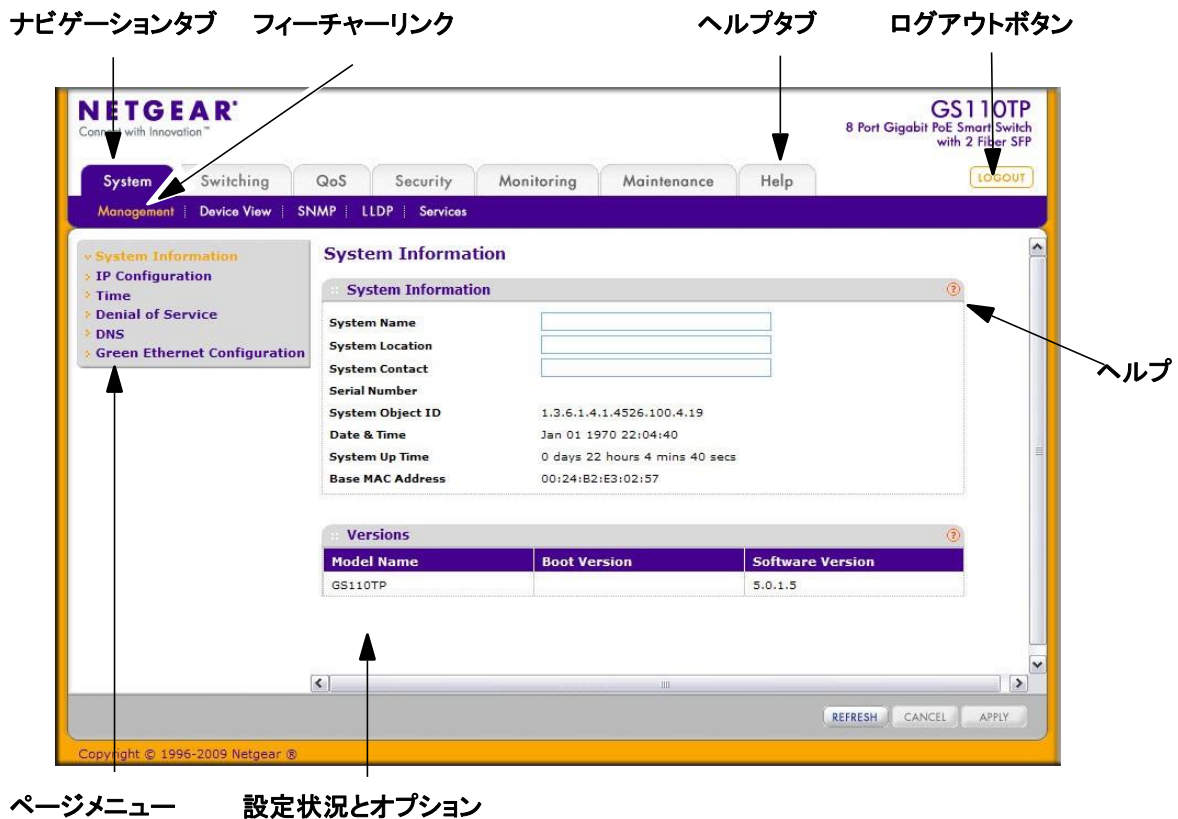 ナビゲーションタブ フィーチャーリンク ヘルプタブ ログアウトボタン
NETGEAR®
Connect with Innovation™
GS110TP
8 Port Gigabit PoE Smart Switch
with 2 Fiber SFP
System Switching QoS Security Monitoring Maintenance Help LOGOUT
Management Device View SNMP LLDP Services
System Information
IP Configuration
Time
Denial of Service
DNS
Green Ethernet Configuration
System Information
System Information
System Name
System Location
System Contact
Serial Number
System Object ID 1.3.6.1.4.1.4526.100.4.19
Date & Time Jan 01 1970 22:04:40
System Up Time 0 days 22 hours 4 mins 40 secs
Base MAC Address 00:24:B2:E3:02:57
ヘルプ
Versions
Model Name Boot Version Software Version
GS110TP 5.0.1.5
REFRESH CANCEL APPLY
Copyright © 1996-2009 Netgear ®
ページメニュー 設定状況とオプション